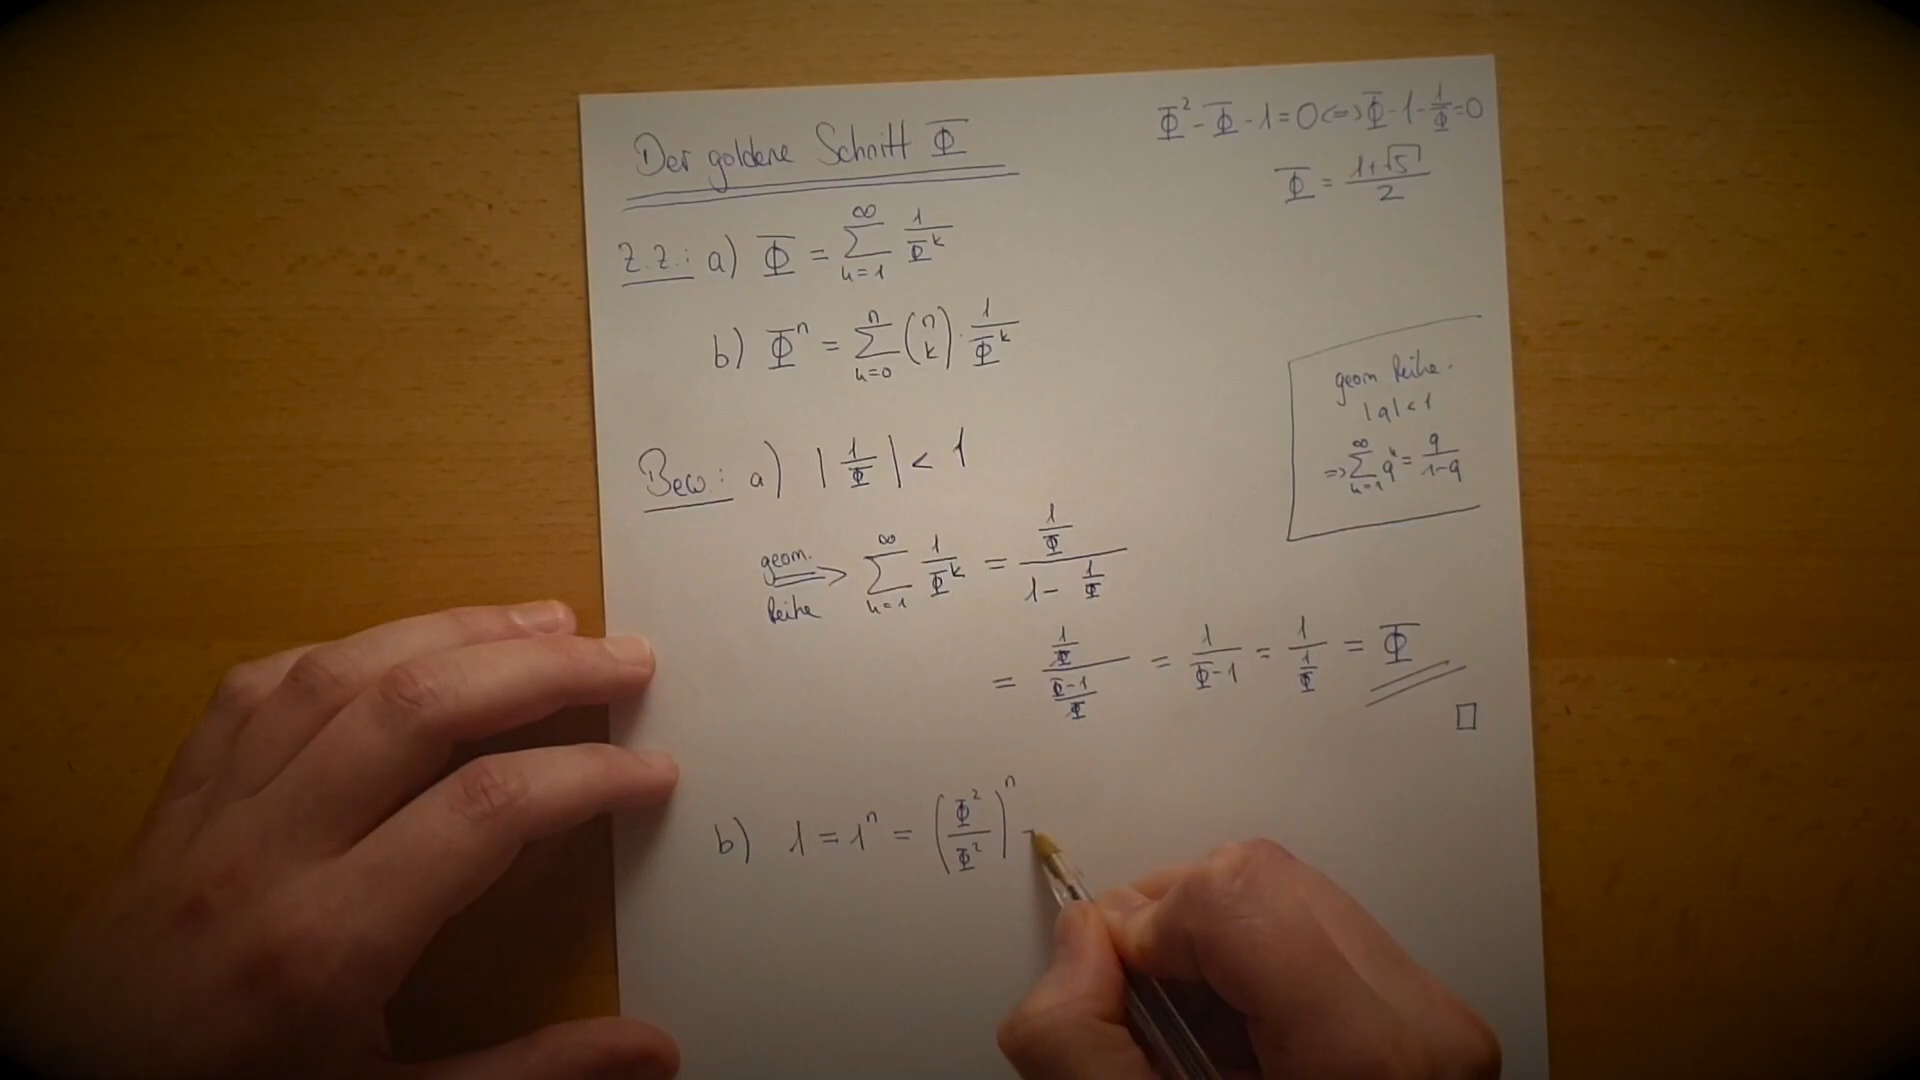 Der goldene Schnitt Φ
Φ² - Φ - 1 = 0 <=> Φ - 1 - 1/Φ = 0
Φ = (1+√5)/2
Z.Z.: a) Φ = ∑_{k=1}^{∞} 1/Φ^k
b) Φ^n = ∑_{k=0}^{n} (n k) · 1/Φ^k
geom. Reihe.
|q| < 1
=> ∑_{k=1}^{∞} q^k = q/(1-q)
Bew.: a) |1/Φ| < 1
geom. Reihe => ∑_{k=1}^{∞} 1/Φ^k = (1/Φ)/(1 - 1/Φ)
= (1/Φ)/((Φ-1)/Φ) = 1/(Φ-1) = 1/(1/Φ) = Φ
□
b) 1 = 1^n = (Φ²/Φ²)^n -